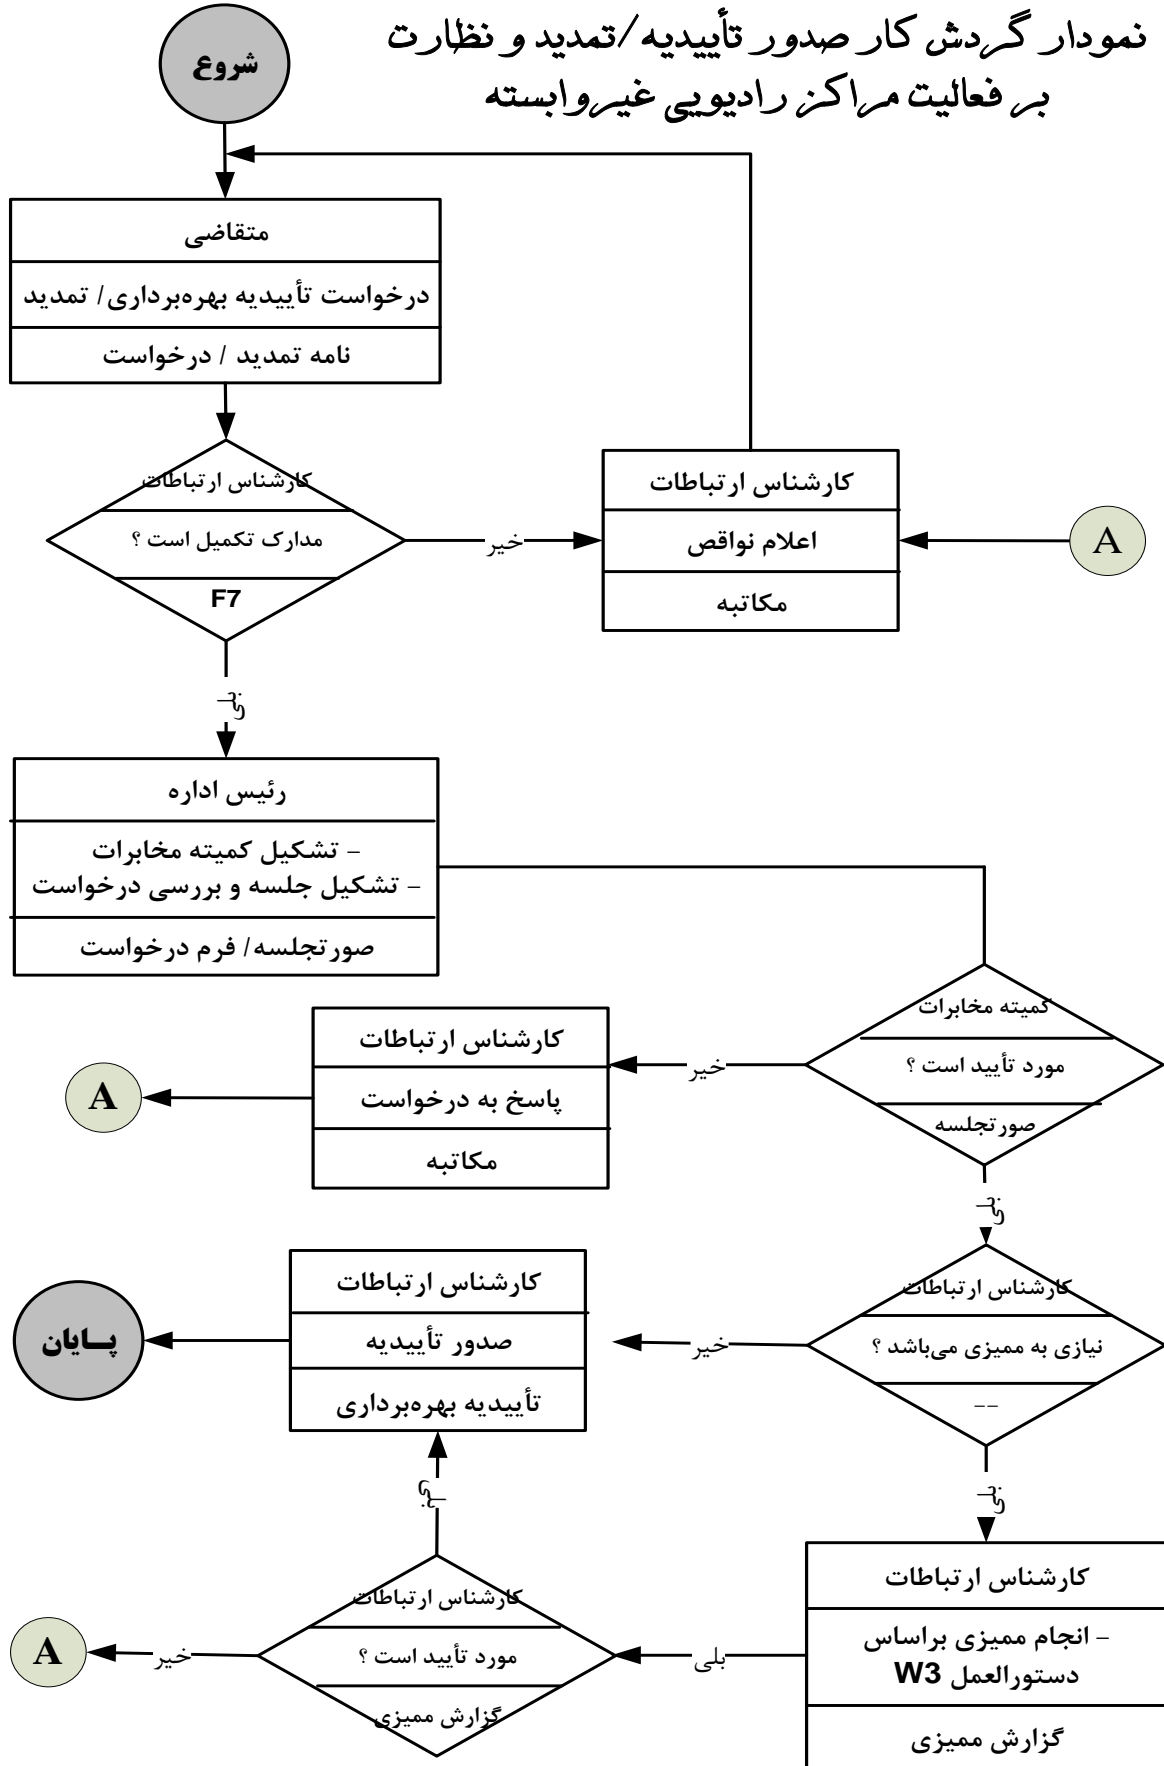 نمودار گردش کار صدور تأییدیه/تمدید و نظارت
بر فعالیت مراکز رادیویی غیروابسته
شروع
متقاضی
درخواست تأییدیه بهره‌برداری/ تمدید
نامه تمدید / درخواست
کارشناس ارتباطات
مدارک تکمیل است ؟
F7
خیر
کارشناس ارتباطات
اعلام نواقص
مکاتبه
A
بلی
رئیس اداره
- تشکیل کمیته مخابرات
- تشکیل جلسه و بررسی درخواست
صورتجلسه/ فرم درخواست
کمیته مخابرات
مورد تأیید است ؟
صورتجلسه
خیر
کارشناس ارتباطات
پاسخ به درخواست
مکاتبه
A
بلی
کارشناس ارتباطات
نیازی به ممیزی می‌باشد ؟
--
خیر
کارشناس ارتباطات
صدور تأییدیه
تأییدیه بهره‌برداری
پایان
بلی
کارشناس ارتباطات
- انجام ممیزی براساس
دستورالعمل W3
گزارش ممیزی
بلی
کارشناس ارتباطات
مورد تأیید است ؟
گزارش ممیزی
بلی
خیر
A